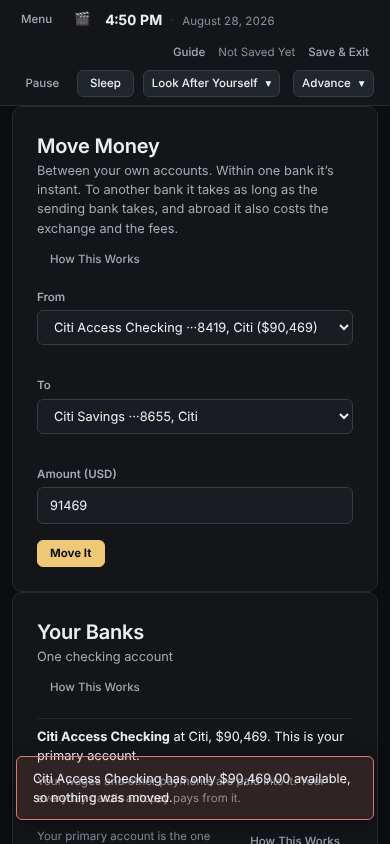 Menu 🎬 4:50 PM · August 28, 2026
Guide Not Saved Yet Save & Exit
Pause Sleep Look After Yourself ▾ Advance ▾
Move Money
Between your own accounts. Within one bank it's
instant. To another bank it takes as long as the
sending bank takes, and abroad it also costs the
exchange and the fees.
How This Works
From
Citi Access Checking ···8419, Citi ($90,469)
To
Citi Savings ···8655, Citi
Amount (USD)
91469
Move It
Your Banks
One checking account
How This Works
Citi Access Checking at Citi, $90,469. This is your
primary account.
Citi Access Checking has only $90,469.00 available,
so nothing was moved.
pays from it.
Your primary account is the one
How This Works